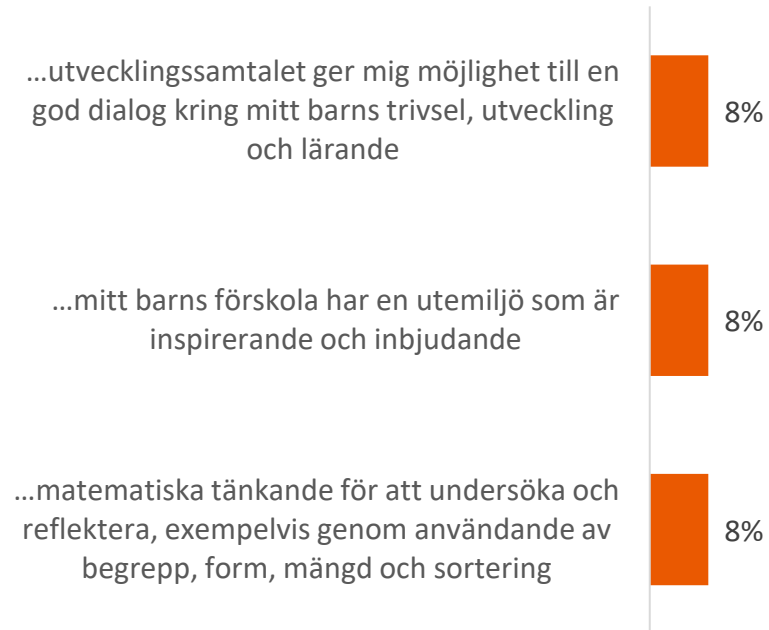 ...utvecklingssamtalet ger mig möjlighet till en
god dialog kring mitt barns trivsel, utveckling
och lärande
8%
...mitt barns förskola har en utemiljö som är
inspirerande och inbjudande
8%
...matematiska tänkande för att undersöka och
reflektera, exempelvis genom användande av
begrepp, form, mängd och sortering
8%